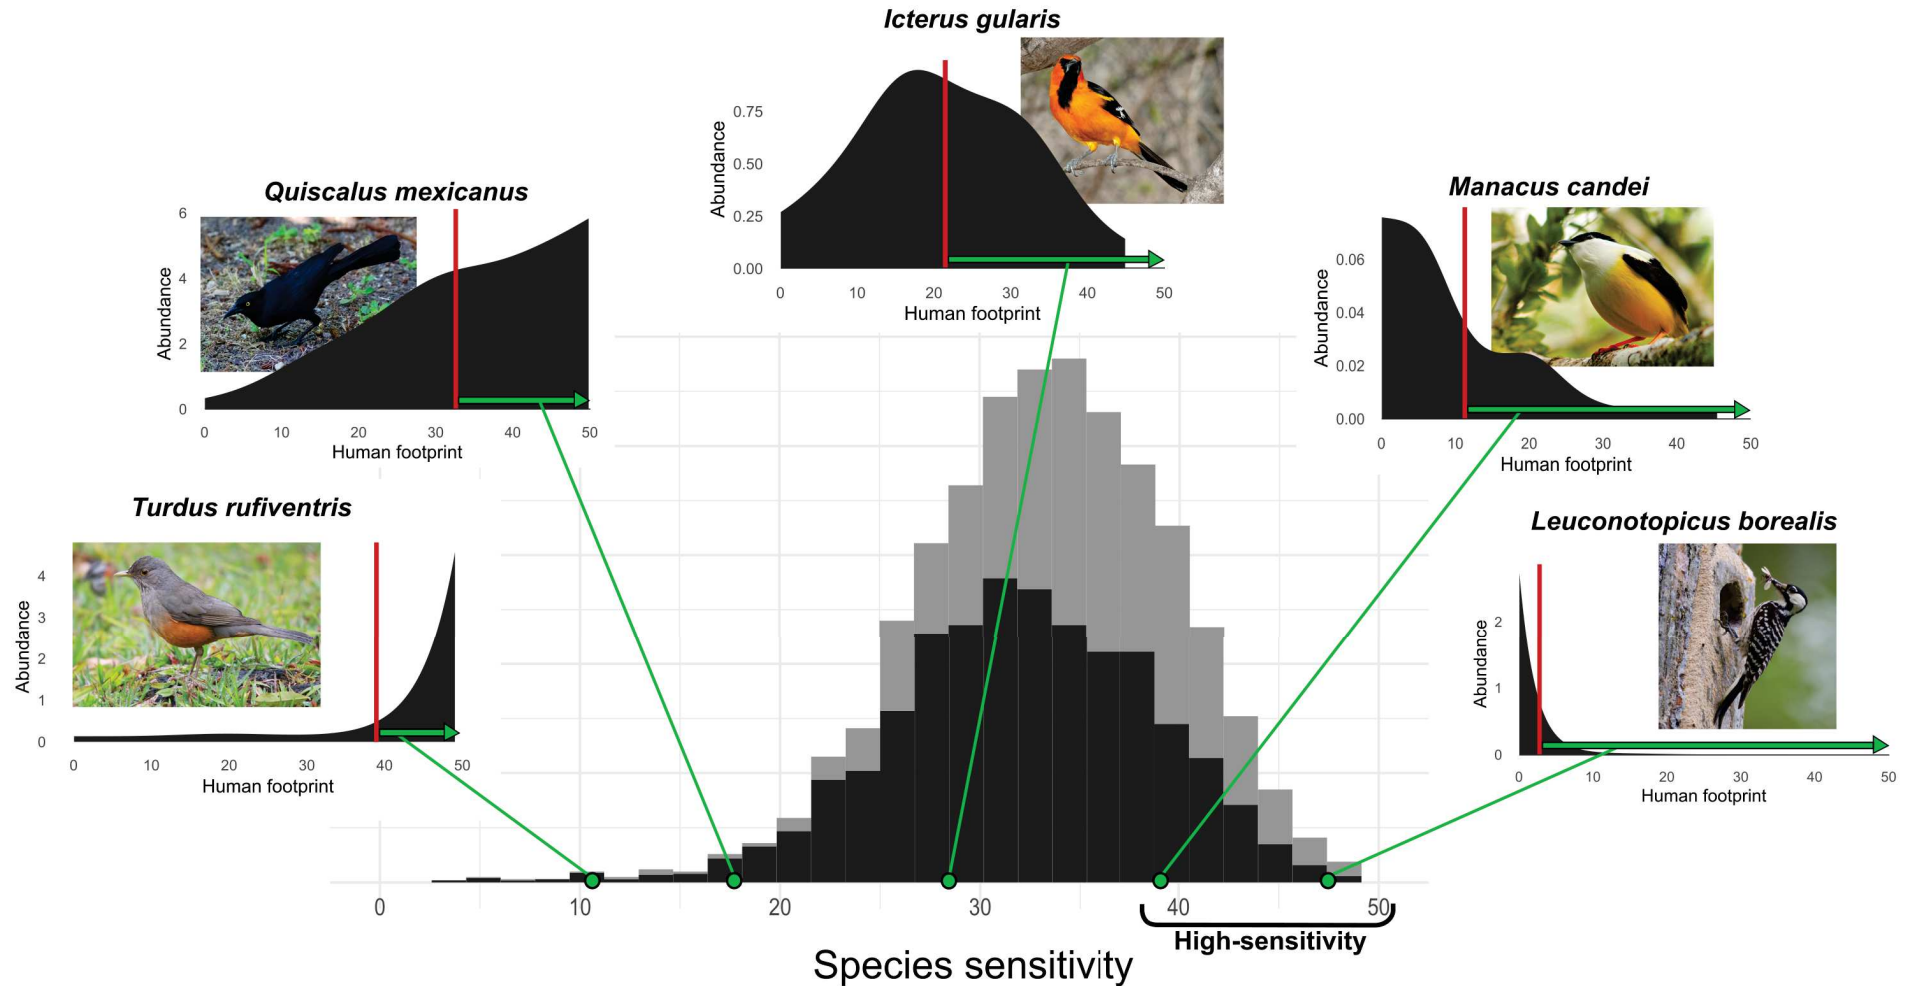 Icterus gularis
Abundance
0.75
0.50
0.25
0.00
0 10 20 30 40 50
Human footprint
Quiscalus mexicanus
Abundance
6
4
2
0
0 10 20 30 40 50
Human footprint
Manacus candei
Abundance
0.06
0.04
0.02
0.00
0 10 20 30 40 50
Human footprint
Turdus rufiventris
Abundance
4
3
2
1
0
0 10 20 30 40 50
Human footprint
Leuconotopicus borealis
Abundance
2
1
0
0 10 20 30 40 50
Human footprint
0 10 20 30 40 50
High-sensitivity
Species sensitivity